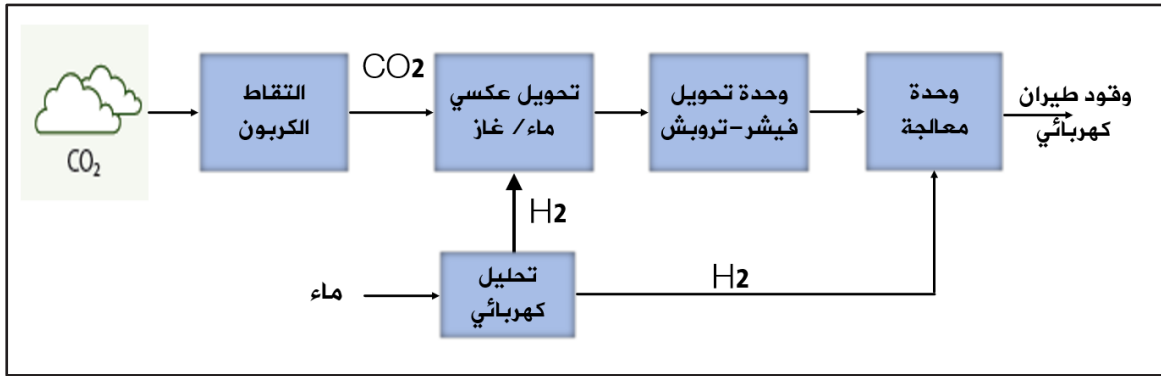 CO2
التقاط
الكربون
CO2
تحويل عكسي
ماء/ غاز
وحدة تحويل
فيشر-تروبش
وحدة
معالجة
وقود طيران
كهربائي
H2
ماء
تحليل
كهربائي
H2